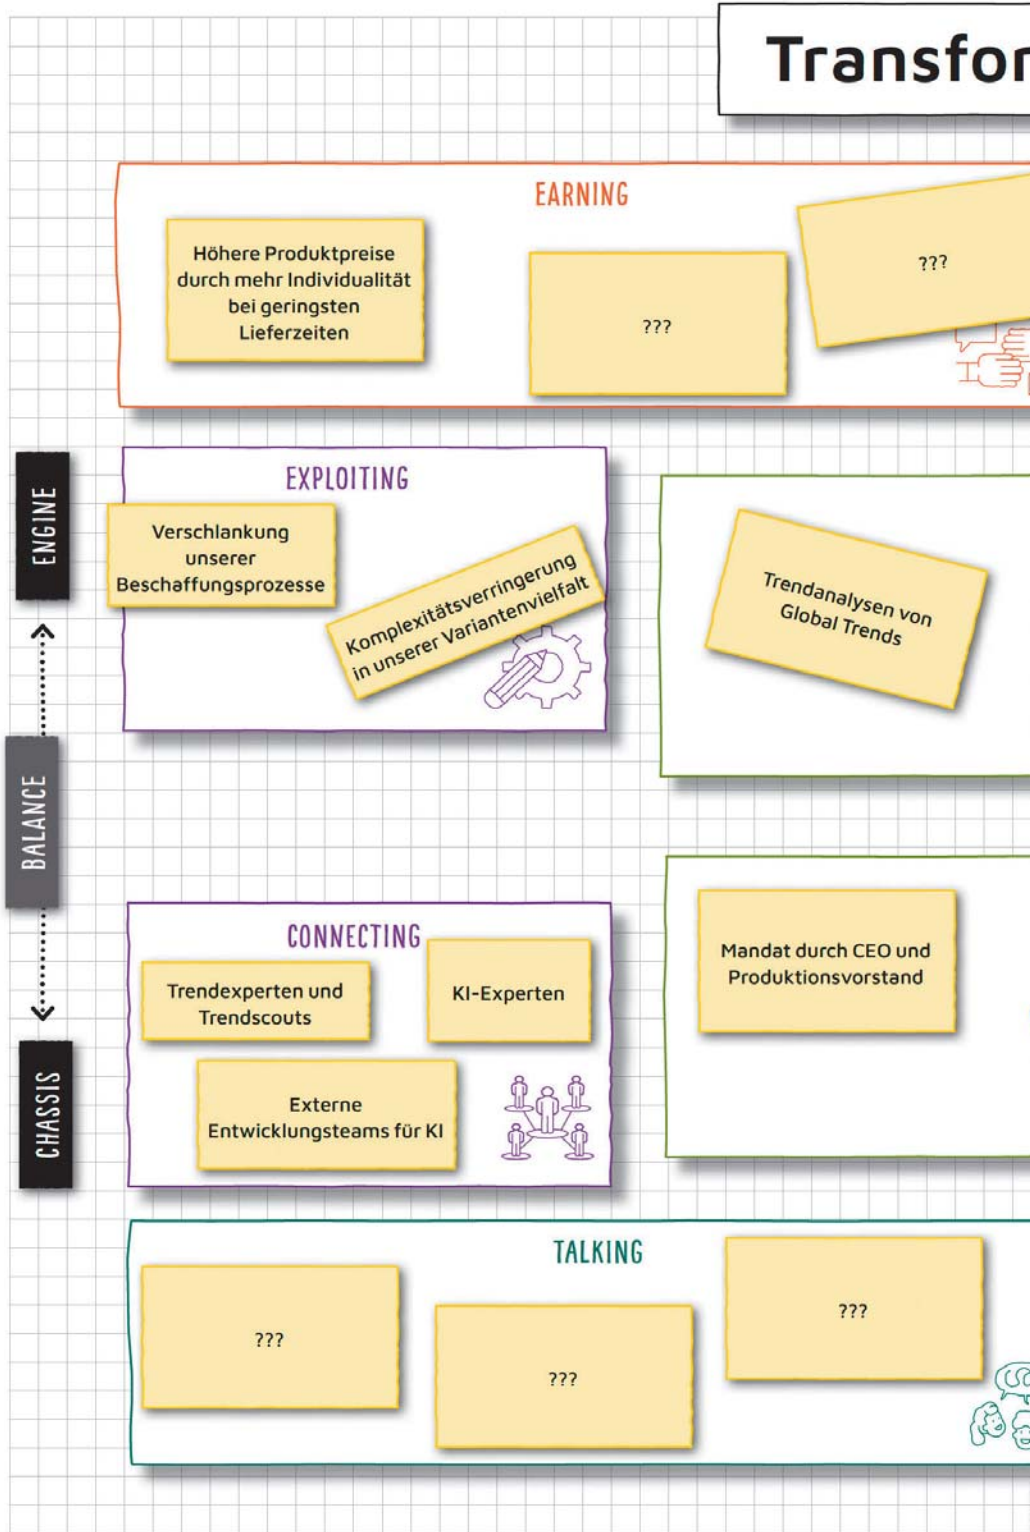 Transfor
EARNING
Höhere Produktpreise
durch mehr Individualität
bei geringsten
Lieferzeiten
???
???
ENGINE
EXPLOITING
Verschlankung
unserer
Beschaffungsprozesse
Komplexitätsverringerung
in unserer Variantenvielfalt
Trendanalysen von
Global Trends
BALANCE
CONNECTING
Trendexperten und
Trendscouts
KI-Experten
Externe
Entwicklungsteams für KI
Mandat durch CEO und
Produktionsvorstand
CHASSIS
TALKING
???
???
???